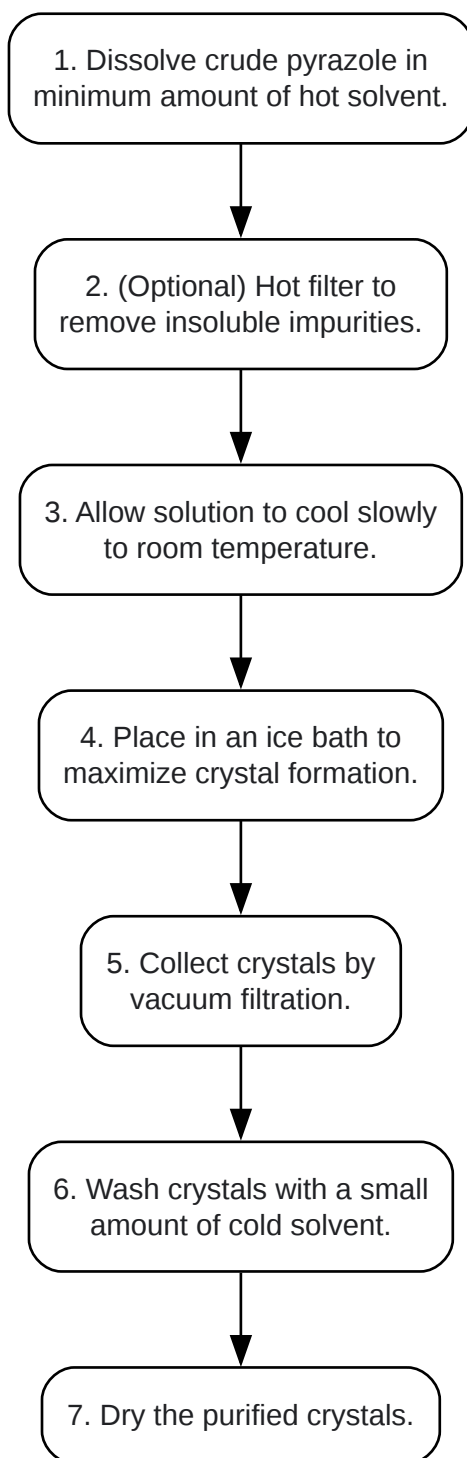 1. Dissolve crude pyrazole in
minimum amount of hot solvent.
2. (Optional) Hot filter to
remove insoluble impurities.
3. Allow solution to cool slowly
to room temperature.
4. Place in an ice bath to
maximize crystal formation.
5. Collect crystals by
vacuum filtration.
6. Wash crystals with a small
amount of cold solvent.
7. Dry the purified crystals.